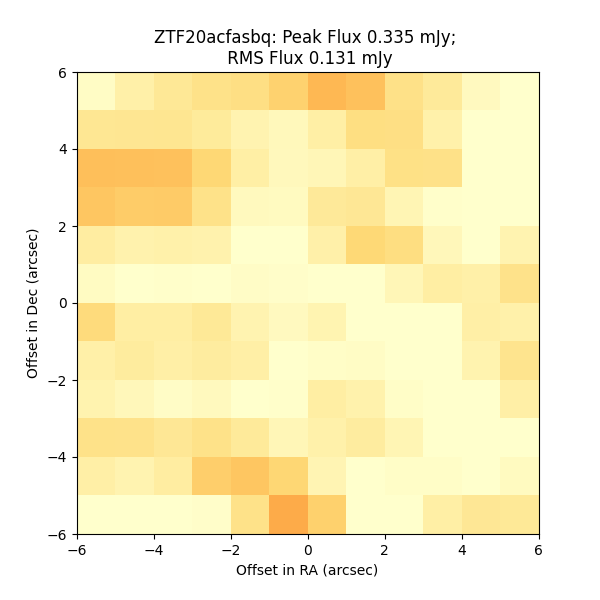 ZTF20acfasbq: Peak Flux 0.335 mJy;
RMS Flux 0.131 mJy
6
4
2
0
−2
−4
−6
Offset in Dec (arcsec)
−6 −4 −2 0 2 4 6
Offset in RA (arcsec)